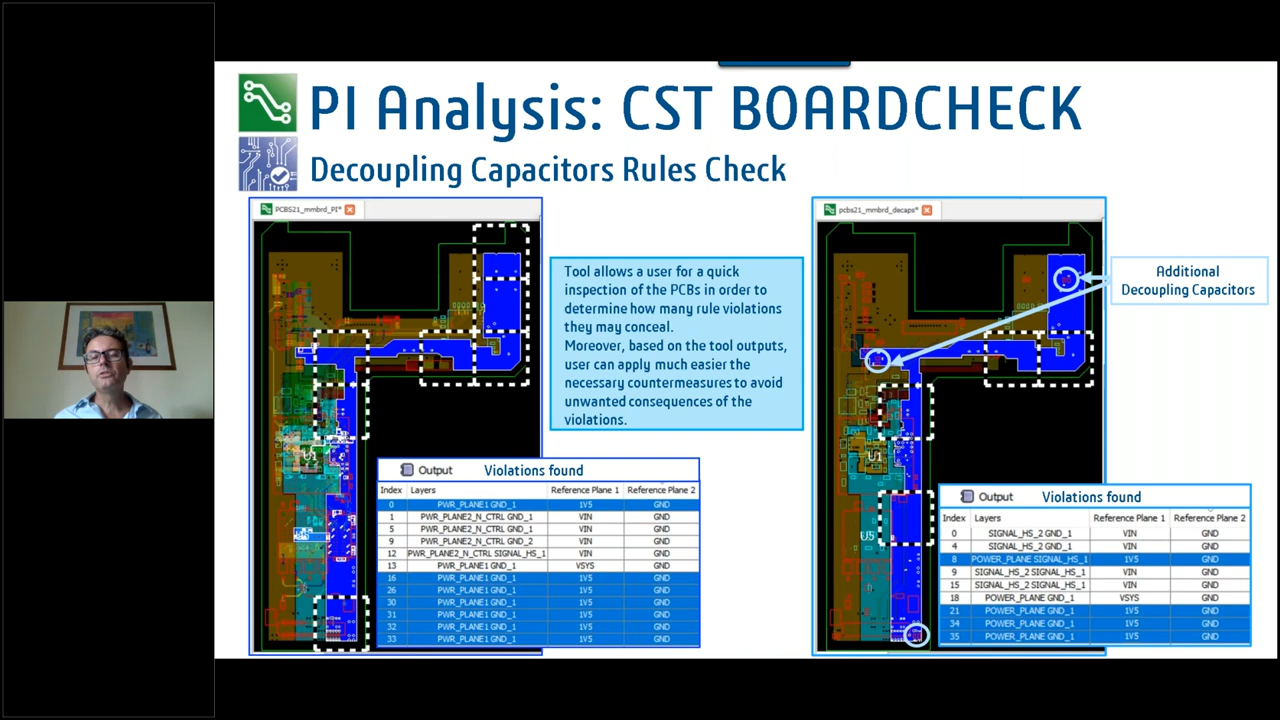 PI Analysis: CST BOARDCHECK
Decoupling Capacitors Rules Check
PCBS21_mmbrd_PI*
Tool allows a user for a quick
inspection of the PCBs in order to
determine how many rule violations
they may conceal.
Moreover, based on the tool outputs,
user can apply much easier the
necessary countermeasures to avoid
unwanted consequences of the
violations.
U1
Output Violations found
Index Layers Reference Plane 1 Reference Plane 2
0 PWR_PLANE1 GND_1 1V5 GND
1 PWR_PLANE2_N_CTRL GND_1 VIN GND
5 PWR_PLANE2_N_CTRL GND_1 VIN GND
9 PWR_PLANE2_N_CTRL GND_2 VIN GND
12 PWR_PLANE2_N_CTRL SIGNAL_HS_1 VIN GND
13 PWR_PLANE1 GND_1 VSYS GND
16 PWR_PLANE1 GND_1 1V5 GND
26 PWR_PLANE1 GND_1 1V5 GND
30 PWR_PLANE1 GND_1 1V5 GND
31 PWR_PLANE1 GND_1 1V5 GND
32 PWR_PLANE1 GND_1 1V5 GND
33 PWR_PLANE1 GND_1 1V5 GND
pcbs21_mmbrd_decaps*
Additional
Decoupling Capacitors
U1
U5
Output Violations found
Index Layers Reference Plane 1 Reference Plane 2
0 SIGNAL_HS_2 GND_1 VIN GND
4 SIGNAL_HS_2 GND_1 VIN GND
8 POWER_PLANE SIGNAL_HS_1 1V5 GND
9 SIGNAL_HS_2 SIGNAL_HS_1 VIN GND
15 SIGNAL_HS_2 SIGNAL_HS_1 VIN GND
18 POWER_PLANE GND_1 VSYS GND
21 POWER_PLANE GND_1 1V5 GND
34 POWER_PLANE GND_1 1V5 GND
35 POWER_PLANE GND_1 1V5 GND